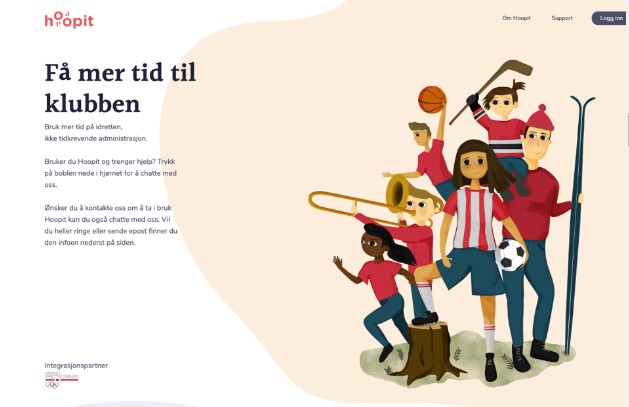 hoopit
Om Hoopit
Support
Logg inn
Få mer tid til
klubben
Bruk mer tid på idretten,
ikke tidkrevende administrasjon.
Bruker du Hoopit og trenger hjelp? Trykk
på boblen nede i hjørnet for å chatte med
oss.
Ønsker du å kontakte oss om å ta i bruk
Hoopit kan du også chatte med oss. Vil
du heller ringe eller sende epost finner du
den infoen nederst på siden.
Integrasjonspartner